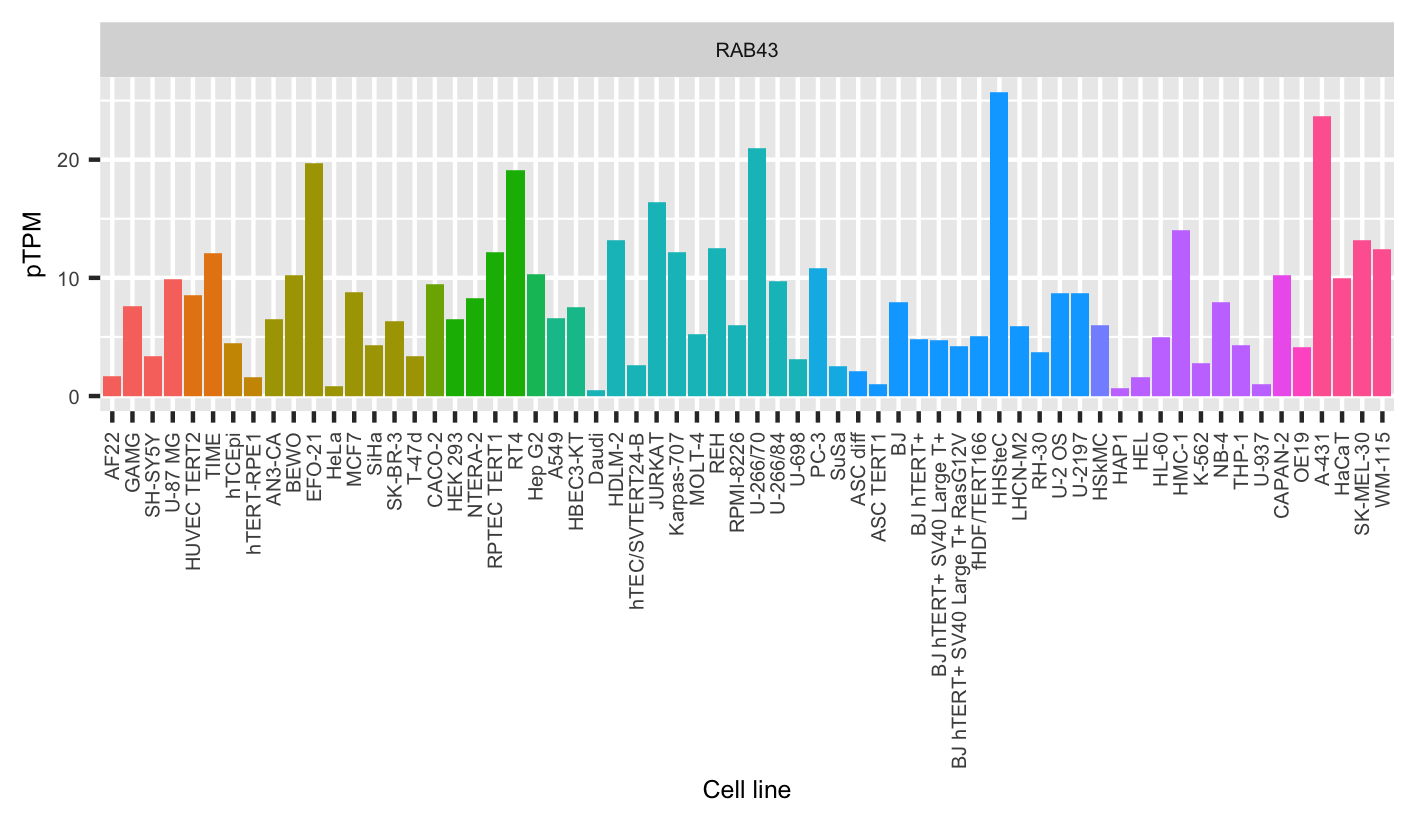 RAB43
pTPM
20
10
0
AF22
GAMG
SH-SY5Y
U-87 MG
HUVEC TERT2
TIME
hTCEpi
hTERT-RPE1
AN3-CA
BEWO
EFO-21
HeLa
MCF7
SiHa
SK-BR-3
T-47d
CACO-2
HEK 293
NTERA-2
RPTEC TERT1
RT4
Hep G2
A549
HBEC3-KT
Daudi
HDLM-2
hTEC/SVTERT24-B
JURKAT
Karpas-707
MOLT-4
REH
RPMI-8226
U-266/70
U-266/84
U-698
PC-3
SuSa
ASC diff
ASC TERT1
BJ
BJ hTERT+
BJ hTERT+ SV40 Large T+
BJ hTERT+ SV40 Large T+ RasG12V
fHDF/TERT166
HHSteC
LHCN-M2
RH-30
U-2 OS
U-2197
HSkMC
HAP1
HEL
HL-60
HMC-1
K-562
NB-4
THP-1
U-937
CAPAN-2
OE19
A-431
HaCaT
SK-MEL-30
WM-115
Cell line